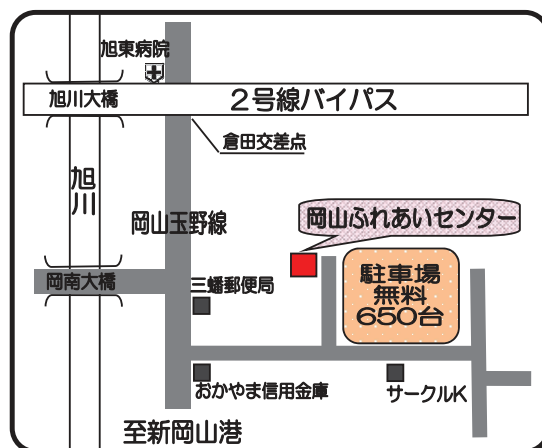 旭東病院
旭川大橋
2号線バイパス
倉田交差点
旭川
岡山玉野線
岡山ふれあいセンター
岡南大橋
三蟠郵便局
駐車場
無料
650台
おかやま信用金庫
サークルK
至新岡山港